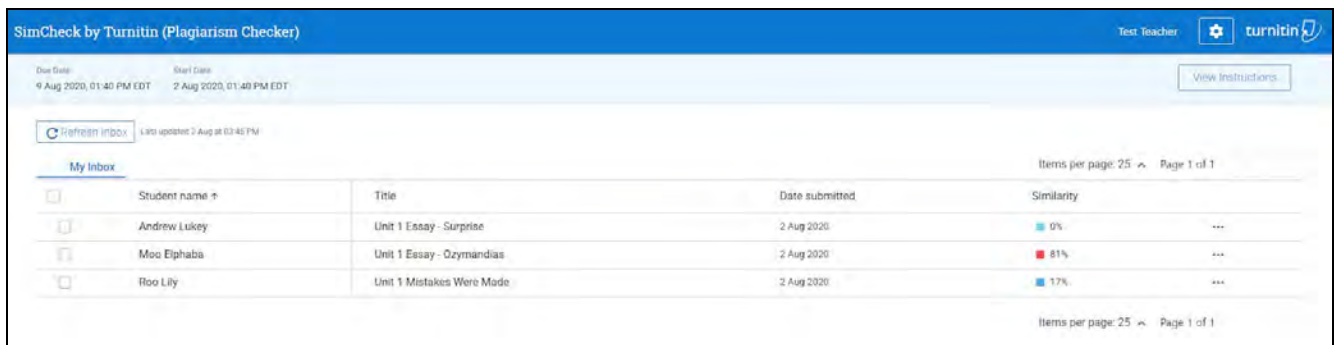 SimCheck by Turnitin (Plagiarism Checker) Test Teacher turnitin
Due Date Start Date
9 Aug 2020, 01:40 PM EDT 2 Aug 2020, 01:40 PM EDT View Instructions
Refresh Inbox Last updated 2 Aug at 03:45 PM
My Inbox Items per page: 25 Page 1 of 1
Student name ↑ Title Date submitted Similarity
Andrew Lukey Unit 1 Essay - Surprise 2 Aug 2020 0% ...
Moo Elphaba Unit 1 Essay - Ozymandias 2 Aug 2020 81% ...
Roo Lily Unit 1 Mistakes Were Made 2 Aug 2020 17% ...
Items per page: 25 Page 1 of 1